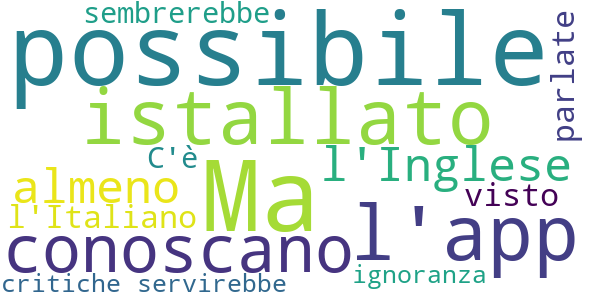 sembrerebbe
possibile
parlate
istallato
C'è
l'Inglese
almeno
Ma
visto
l'Italiano
l'app
conoscano
ignoranza
critiche servirebbe